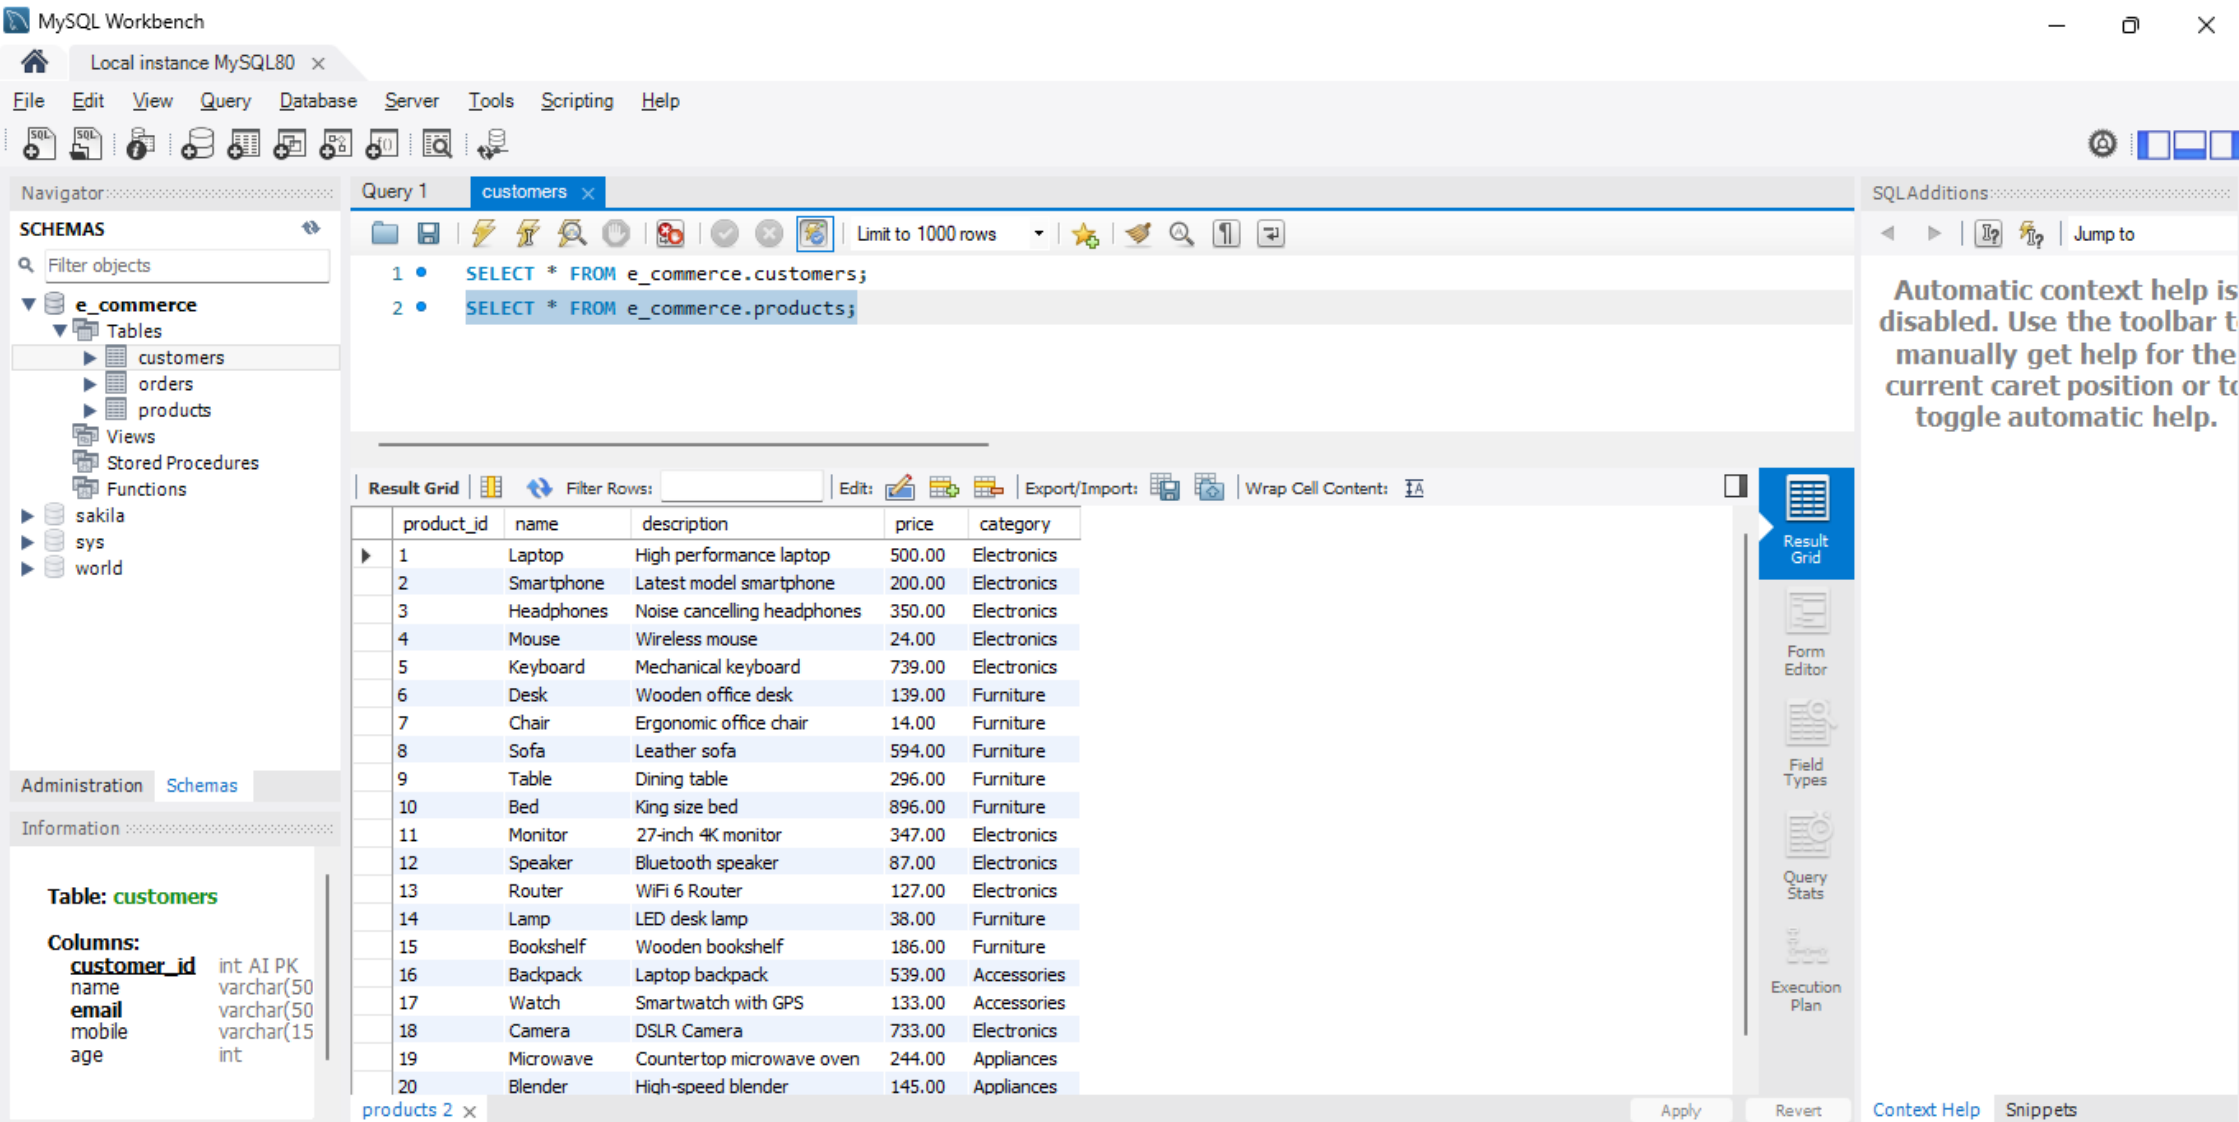 MySQL Workbench
Local instance MySQL80
File Edit View Query Database Server Tools Scripting Help
Navigator
SCHEMAS
Filter objects
e_commerce
Tables
customers
orders
products
Views
Stored Procedures
Functions
sakila
sys
world
Administration Schemas
Information
Table: customers
Columns:
customer_id int AI PK
name varchar(50
email varchar(50
mobile varchar(15
age int
Query 1 customers
Limit to 1000 rows
1 SELECT * FROM e_commerce.customers;
2 SELECT * FROM e_commerce.products;
Result Grid Filter Rows: Edit: Export/Import: Wrap Cell Content:
product_id name description price category
1 Laptop High performance laptop 500.00 Electronics
2 Smartphone Latest model smartphone 200.00 Electronics
3 Headphones Noise cancelling headphones 350.00 Electronics
4 Mouse Wireless mouse 24.00 Electronics
5 Keyboard Mechanical keyboard 739.00 Electronics
6 Desk Wooden office desk 139.00 Furniture
7 Chair Ergonomic office chair 14.00 Furniture
8 Sofa Leather sofa 594.00 Furniture
9 Table Dining table 296.00 Furniture
10 Bed King size bed 896.00 Furniture
11 Monitor 27-inch 4K monitor 347.00 Electronics
12 Speaker Bluetooth speaker 87.00 Electronics
13 Router WiFi 6 Router 127.00 Electronics
14 Lamp LED desk lamp 38.00 Furniture
15 Bookshelf Wooden bookshelf 186.00 Furniture
16 Backpack Laptop backpack 539.00 Accessories
17 Watch Smartwatch with GPS 133.00 Accessories
18 Camera DSLR Camera 733.00 Electronics
19 Microwave Countertop microwave oven 244.00 Appliances
20 Blender High-speed blender 145.00 Appliances
products 2
Apply Revert
Result
Grid
Form
Editor
Field
Types
Query
Stats
Execution
Plan
SQLAdditions
Jump to
Automatic context help is
disabled. Use the toolbar t
manually get help for the
current caret position or to
toggle automatic help.
Context Help Snippets